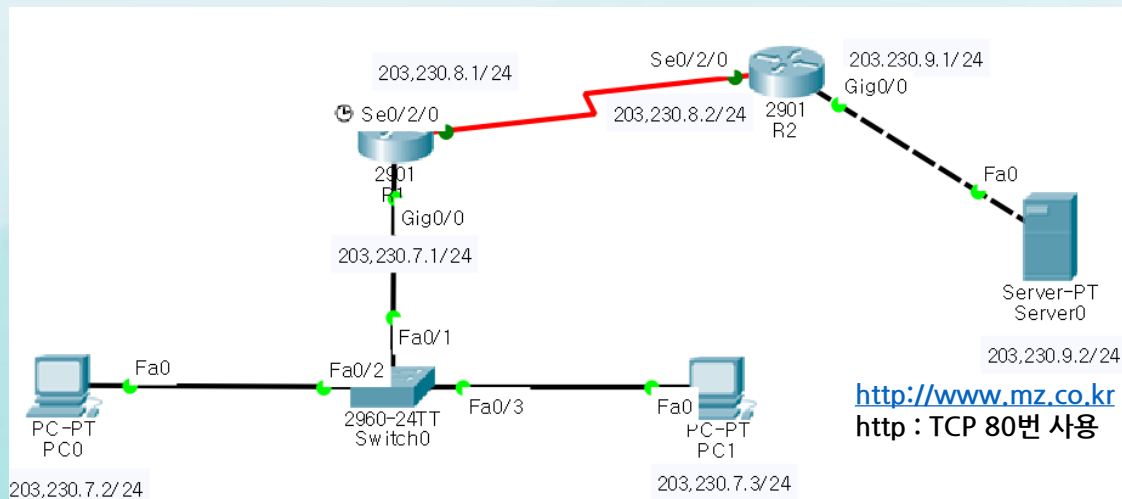 203,230.8.1/24
Se0/2/0
203.230.9.1/24
Gig0/0
2901
R2
203,230.8.2/24
Se0/2/0
2901
R1
Gig0/0
203,230.7.1/24
Fa0
Server-PT
Server0
203,230.9.2/24
Fa0/1
Fa0
Fa0/2
Fa0/3
Fa0
2960-24TT
Switch0
PC-PT
PC0
PC-PT
PC1
http://www.mz.co.kr
http : TCP 80번 사용
203,230.7.2/24
203,230.7.3/24